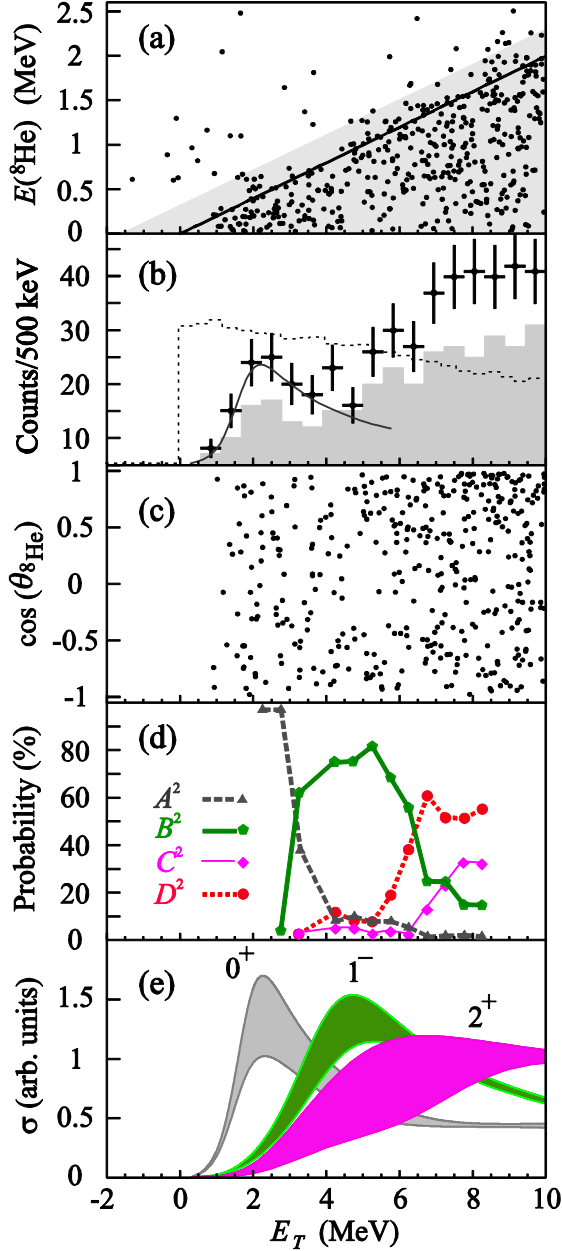 (a)
E(⁸He) (MeV)
2.5
2
1.5
1
0.5
0
(b)
Counts/500 keV
40
30
20
10
(c)
cos (θ₈He)
1
0.5
0
-0.5
-1
(d)
Probability (%)
80
60
40
20
0
A²
B²
C²
D²
(e)
0⁺
1⁻
2⁺
σ (arb. units)
1.5
1
0.5
0
-2 0 2 4 6 8 10
E_T (MeV)